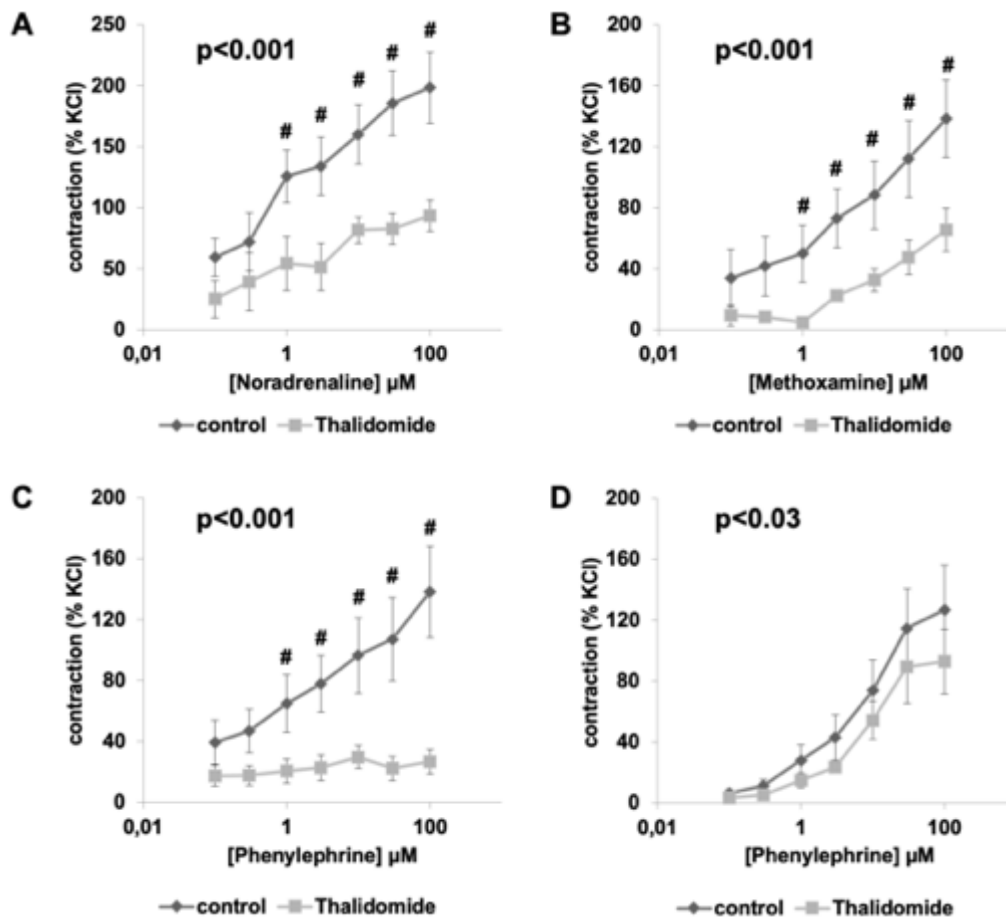 A
p<0.001
contraction (% KCl)
250
200
150
100
50
0
# # # # # #
0,01 1 100
[Noradrenaline] µM
control Thalidomide
B
p<0.001
contraction (% KCl)
200
160
120
80
40
0
# # # # # #
0,01 1 100
[Methoxamine] µM
control Thalidomide
C
p<0.001
contraction (% KCl)
200
160
120
80
40
0
# # # # # #
0,01 1 100
[Phenylephrine] µM
control Thalidomide
D
p<0.03
contraction (% KCl)
200
160
120
80
40
0
0,01 1 100
[Phenylephrine] µM
control Thalidomide